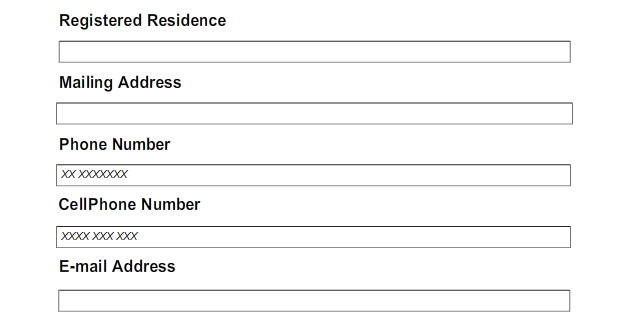 Registered Residence
Mailing Address
Phone Number
XX XXXXXXX
CellPhone Number
XXXX XXX XXX
E-mail Address